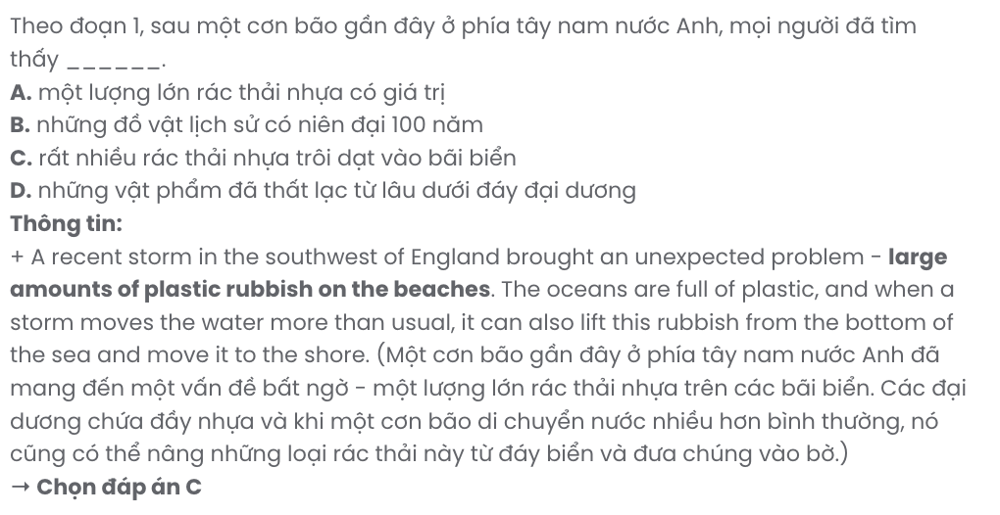 Theo đoạn 1, sau một cơn bão gần đây ở phía tây nam nước Anh, mọi người đã tìm
thấy ______.
A. một lượng lớn rác thải nhựa có giá trị
B. những đồ vật lịch sử có niên đại 100 năm
C. rất nhiều rác thải nhựa trôi dạt vào bãi biển
D. những vật phẩm đã thất lạc từ lâu dưới đáy đại dương
Thông tin:
+ A recent storm in the southwest of England brought an unexpected problem - large
amounts of plastic rubbish on the beaches. The oceans are full of plastic, and when a
storm moves the water more than usual, it can also lift this rubbish from the bottom of
the sea and move it to the shore. (Một cơn bão gần đây ở phía tây nam nước Anh đã
mang đến một vấn đề bất ngờ - một lượng lớn rác thải nhựa trên các bãi biển. Các đại
dương chứa đầy nhựa và khi một cơn bão di chuyển nước nhiều hơn bình thường, nó
cũng có thể nâng những loại rác thải này từ đáy biển và đưa chúng vào bờ.)
→ Chọn đáp án C